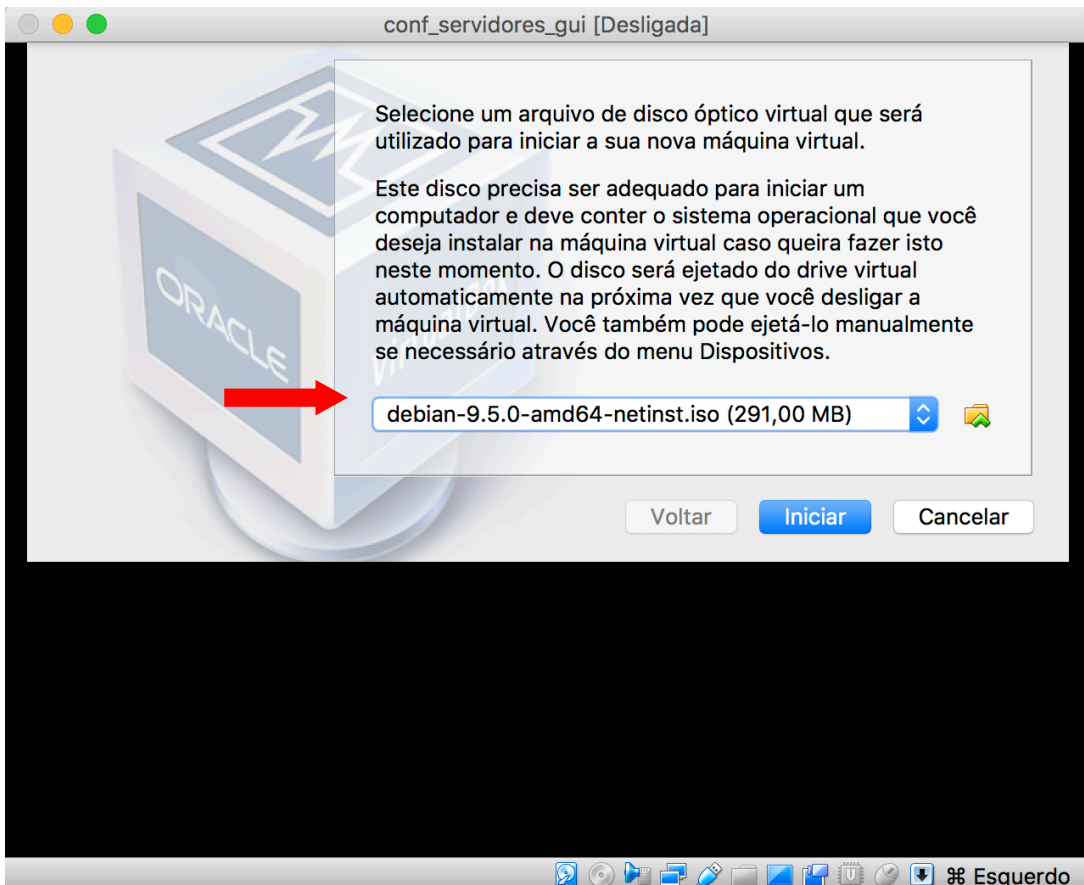 conf_servidores_gui [Desligada]
Selecione um arquivo de disco óptico virtual que será
utilizado para iniciar a sua nova máquina virtual.
Este disco precisa ser adequado para iniciar um
computador e deve conter o sistema operacional que você
deseja instalar na máquina virtual caso queira fazer isto
neste momento. O disco será ejetado do drive virtual
automaticamente na próxima vez que você desligar a
máquina virtual. Você também pode ejetá-lo manualmente
se necessário através do menu Dispositivos.
ORACLE
VirtualBox
debian-9.5.0-amd64-netinst.iso (291,00 MB)
Voltar
Iniciar
Cancelar
⌘ Esquerdo